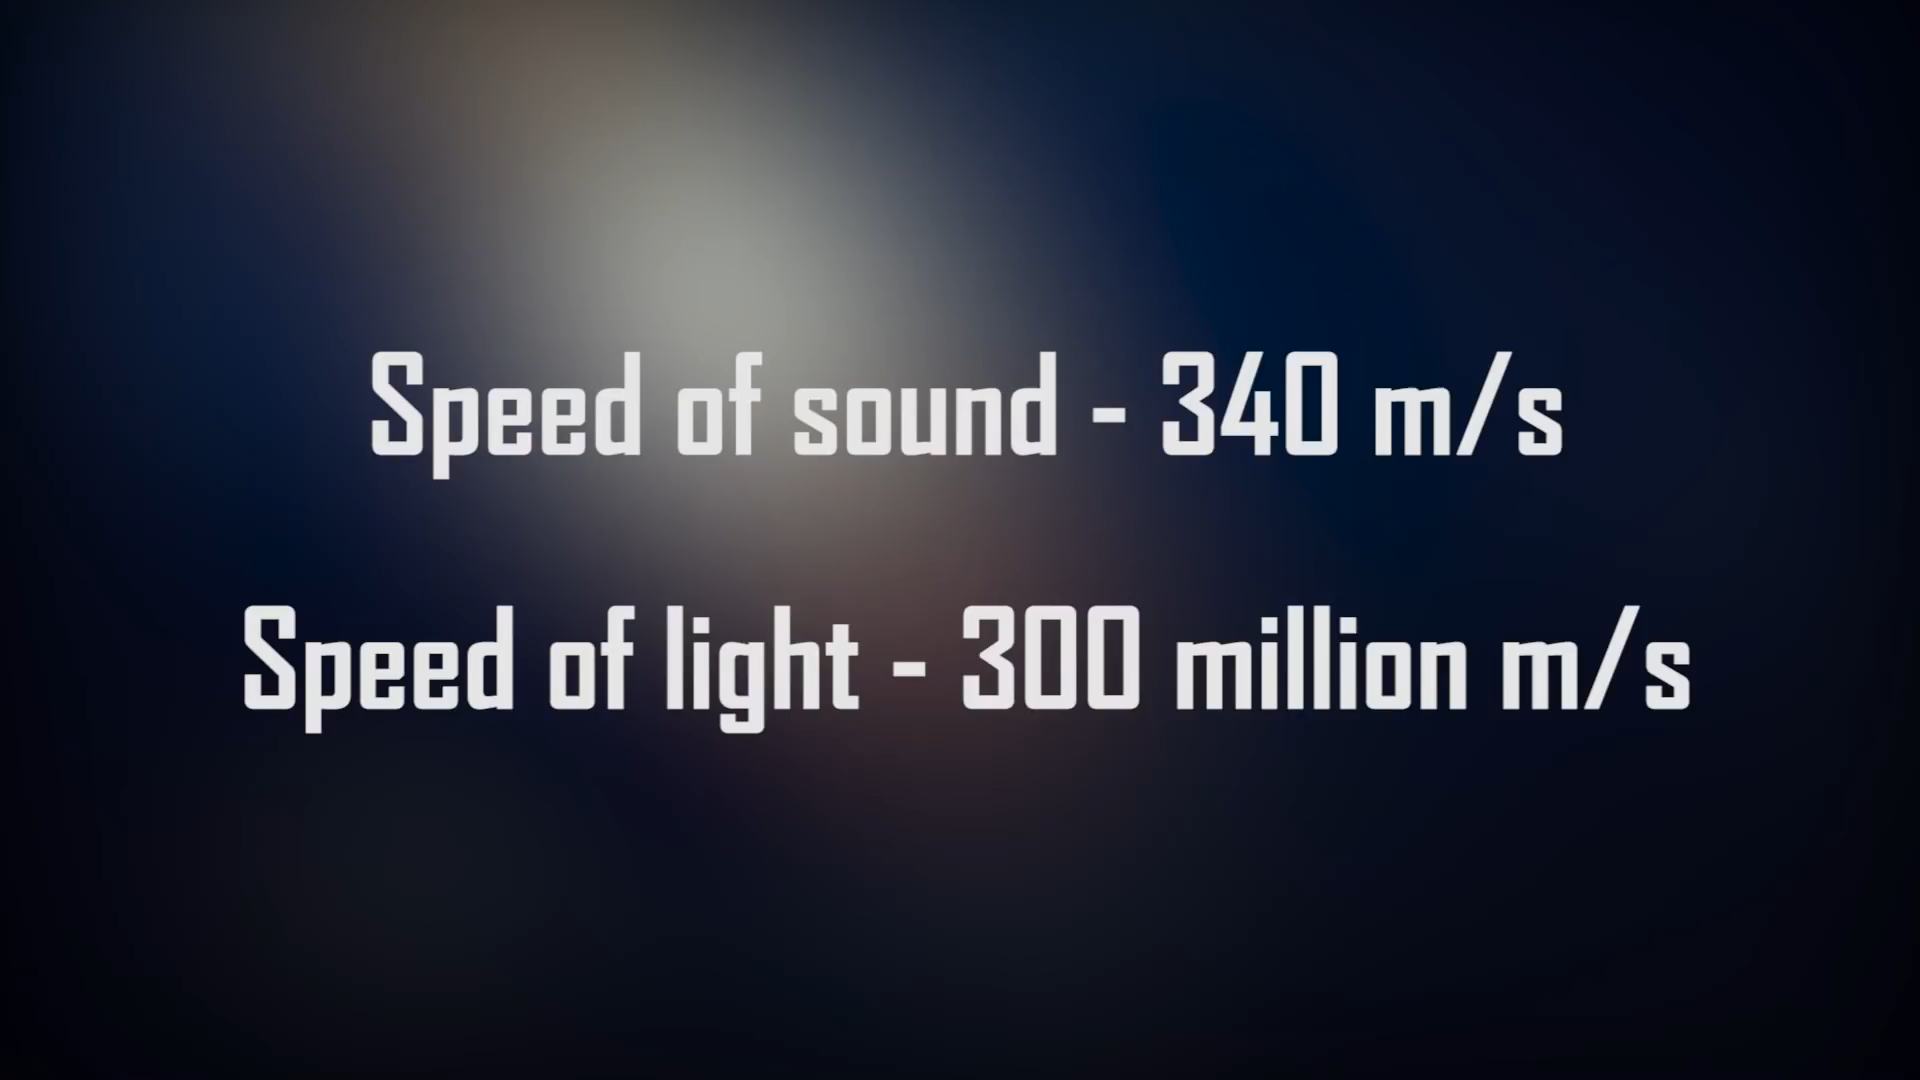 Speed of sound - 340 m/s
Speed of light - 300 million m/s